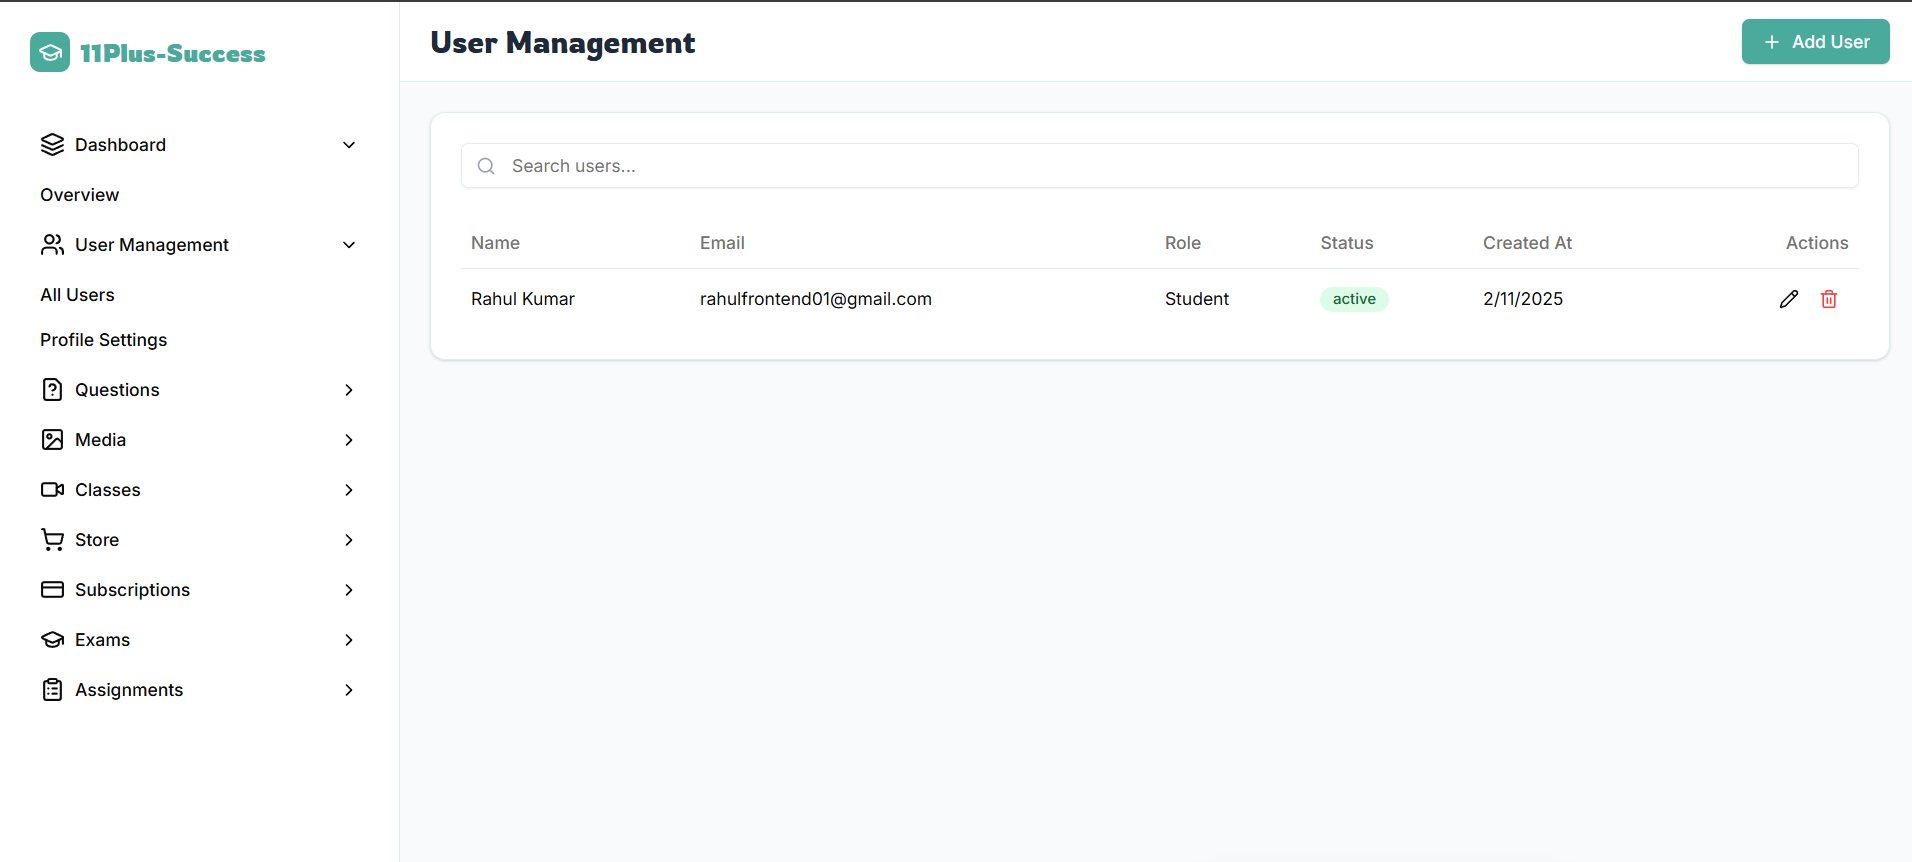 11Plus-Success
Dashboard
Overview
User Management
All Users
Profile Settings
Questions
Media
Classes
Store
Subscriptions
Exams
Assignments
User Management
Add User
Search users...
Name Email Role Status Created At Actions
Rahul Kumar rahulfrontend01@gmail.com Student active 2/11/2025